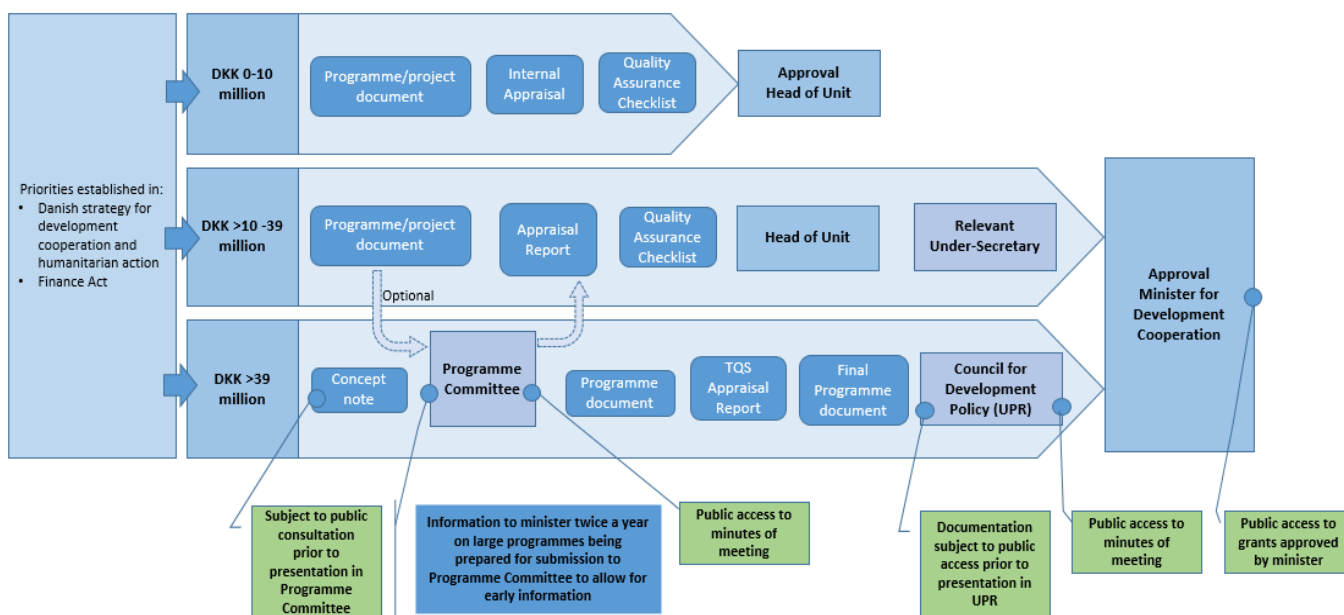 Priorities established in:
• Danish strategy for
development
cooperation and
humanitarian action
• Finance Act
DKK 0-10
million
Programme/project
document
Internal
Appraisal
Quality
Assurance
Checklist
Approval
Head of Unit
DKK >10 -39
million
Programme/project
document
Appraisal
Report
Quality
Assurance
Checklist
Head of Unit
Relevant
Under-Secretary
Optional
DKK >39
million
Concept
note
Programme
Committee
Programme
document
TQS
Appraisal
Report
Final
Programme
document
Council for
Development
Policy (UPR)
Approval
Minister for
Development
Cooperation
Subject to public
consultation
prior to
presentation in
Programme
Committee
Information to minister twice a year
on large programmes being
prepared for submission to
Programme Committee to allow for
early information
Public access to
minutes of
meeting
Documentation
subject to public
access prior to
presentation in
UPR
Public access to
minutes of
meeting
Public access to
grants approved
by minister